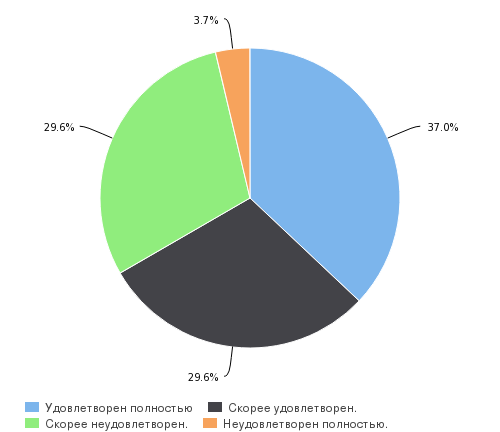 3.7%
29.6%
37.0%
29.6%
Удовлетворен полностью
Скорее удовлетворен.
Скорее неудовлетворен.
Неудовлетворен полностью.